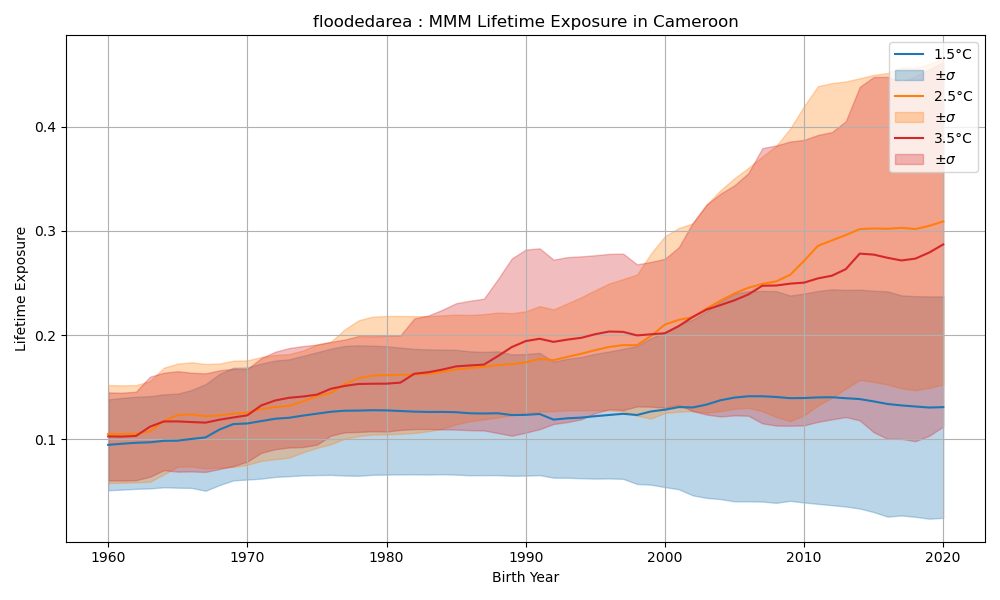 floodedarea : MMM Lifetime Exposure in Cameroon
1.5°C
±σ
2.5°C
±σ
3.5°C
±σ
Lifetime Exposure
0.4
0.3
0.2
0.1
1960 1970 1980 1990 2000 2010 2020
Birth Year